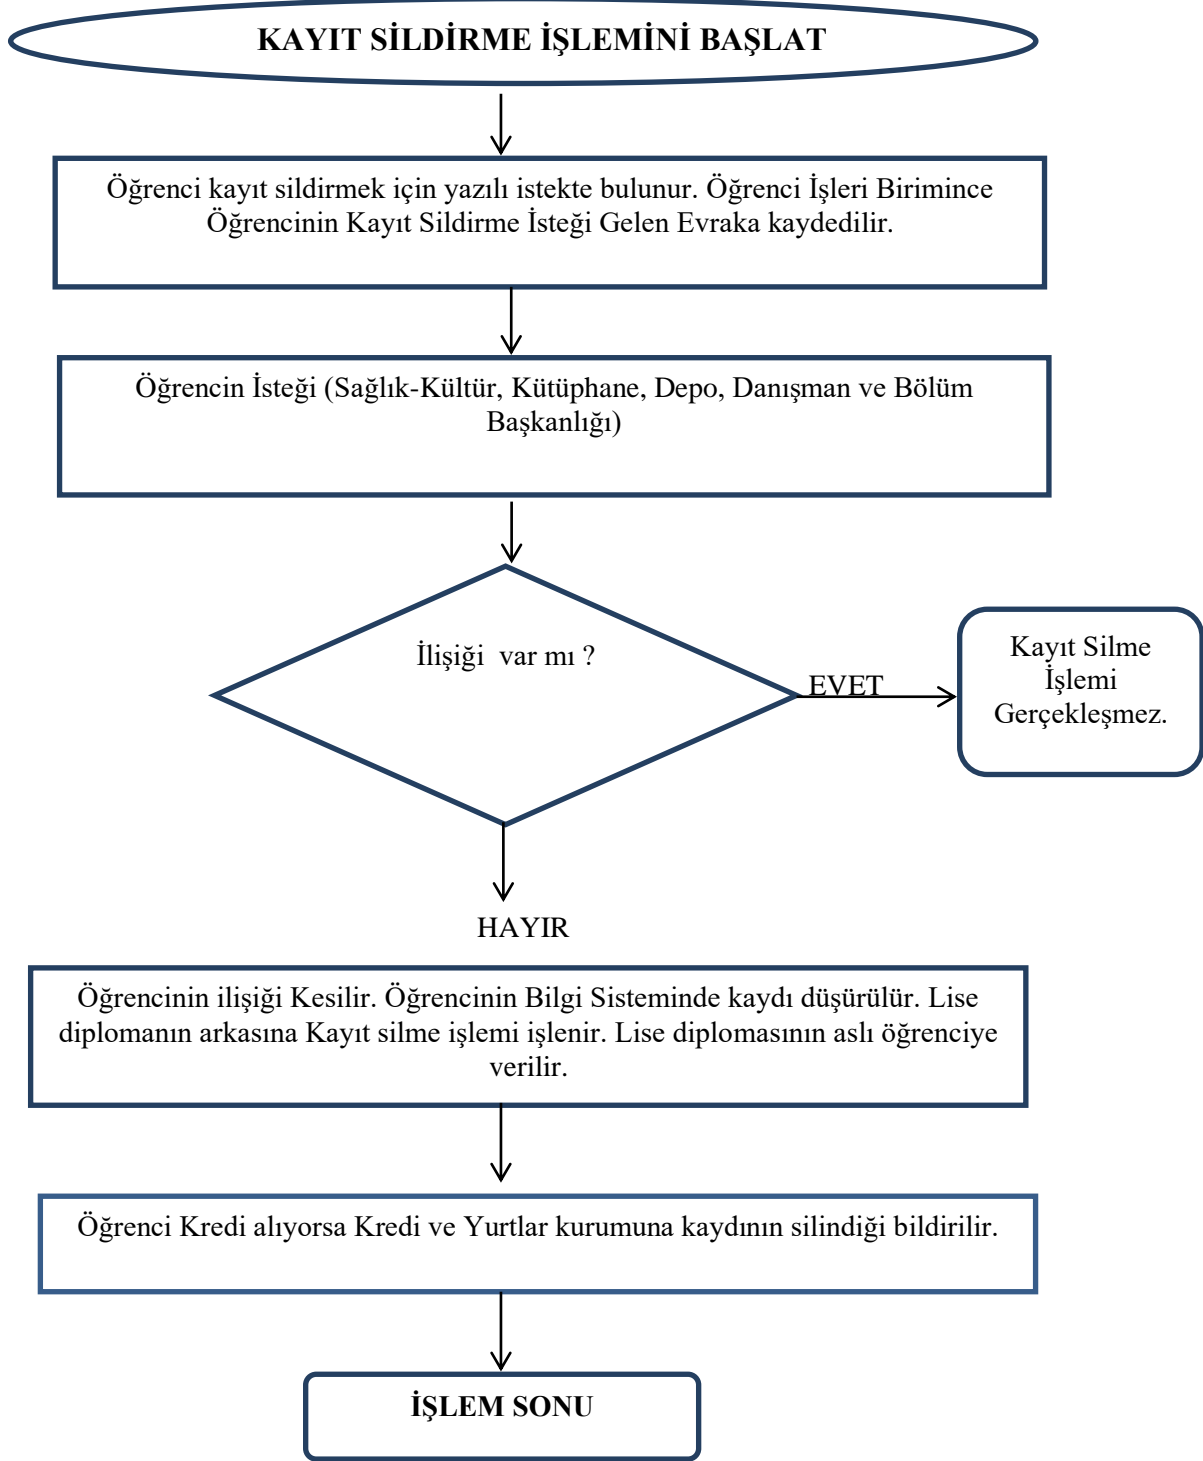 KAYIT SİLDİRME İŞLEMİNİ BAŞLAT
Öğrenci kayıt sildirmek için yazılı istekte bulunur. Öğrenci İşleri Birimince
Öğrencinin Kayıt Sildirme İsteği Gelen Evraka kaydedilir.
Öğrencin İsteği (Sağlık-Kültür, Kütüphane, Depo, Danışman ve Bölüm
Başkanlığı)
İlişiği  var mı ?
EVET
Kayıt Silme
İşlemi
Gerçekleşmez.
HAYIR
Öğrencinin ilişiği Kesilir. Öğrencinin Bilgi Sisteminde kaydı düşürülür. Lise
diplomanın arkasına Kayıt silme işlemi işlenir. Lise diplomasının aslı öğrenciye
verilir.
Öğrenci Kredi alıyorsa Kredi ve Yurtlar kurumuna kaydının silindiği bildirilir.
İŞLEM SONU